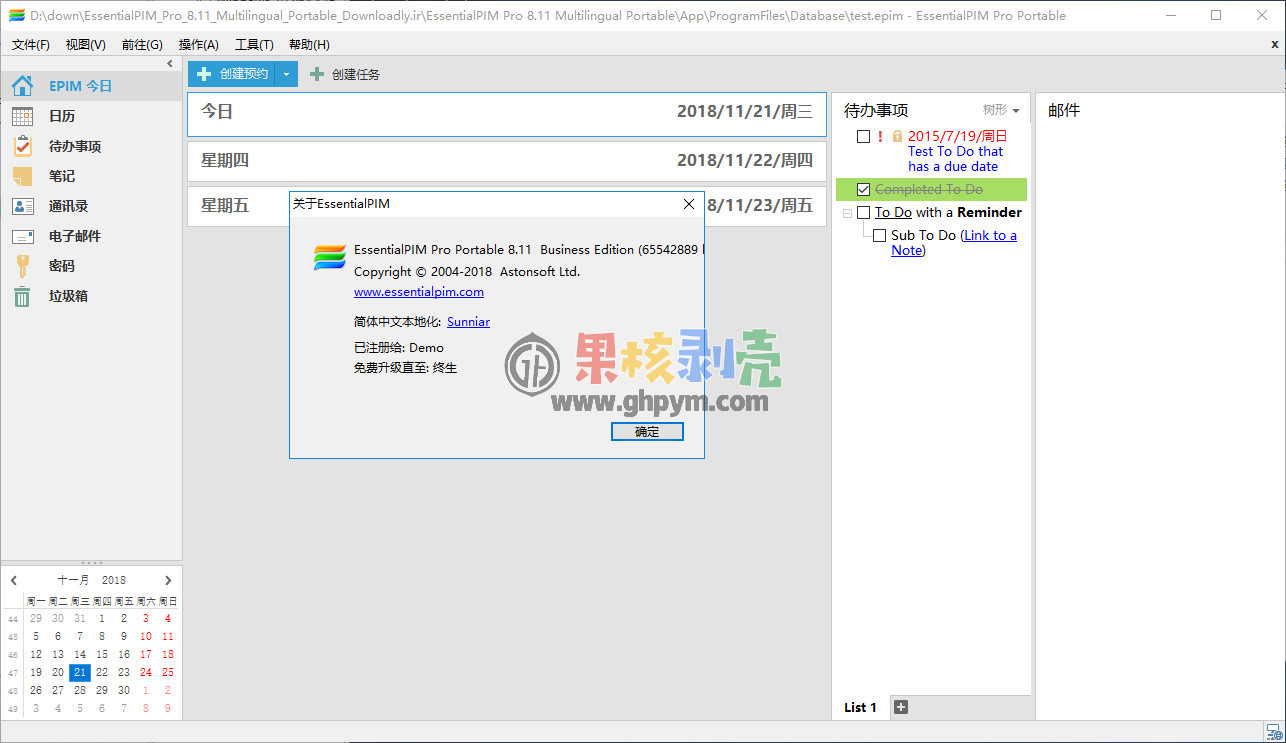 D:\down\EssentialPIM_Pro_8.11_Multilingual_Portable_Downloadly.ir\EssentialPIM Pro 8.11 Multilingual Portable\App\ProgramFiles\Database\test.epim - EssentialPIM Pro Portable
文件(F) 视图(V) 前往(G) 操作(A) 工具(T) 帮助(H)
EPIM 今日
日历
待办事项
笔记
通讯录
电子邮件
密码
垃圾箱
创建预约 创建任务
今日 2018/11/21/周三
星期四 2018/11/22/周四
星期五 8/11/23/周五
关于EssentialPIM
EssentialPIM Pro Portable 8.11 Business Edition (65542889
Copyright © 2004-2018 Astonsoft Ltd.
www.essentialpim.com
简体中文本地化: Sunniar
已注册给: Demo
免费升级直至: 终生
确定
果核剥壳
www.ghpym.com
待办事项 树形
! 2015/7/19/周日
Test To Do that
has a due date
Completed To Do
To Do with a Reminder
Sub To Do (Link to a
Note)
List 1
邮件
十一月 2018
周一 周二 周三 周四 周五 周六 周日
44 29 30 31 1 2 3 4
45 5 6 7 8 9 10 11
46 12 13 14 15 16 17 18
47 19 20 21 22 23 24 25
48 26 27 28 29 30 1 2
49 3 4 5 6 7 8 9